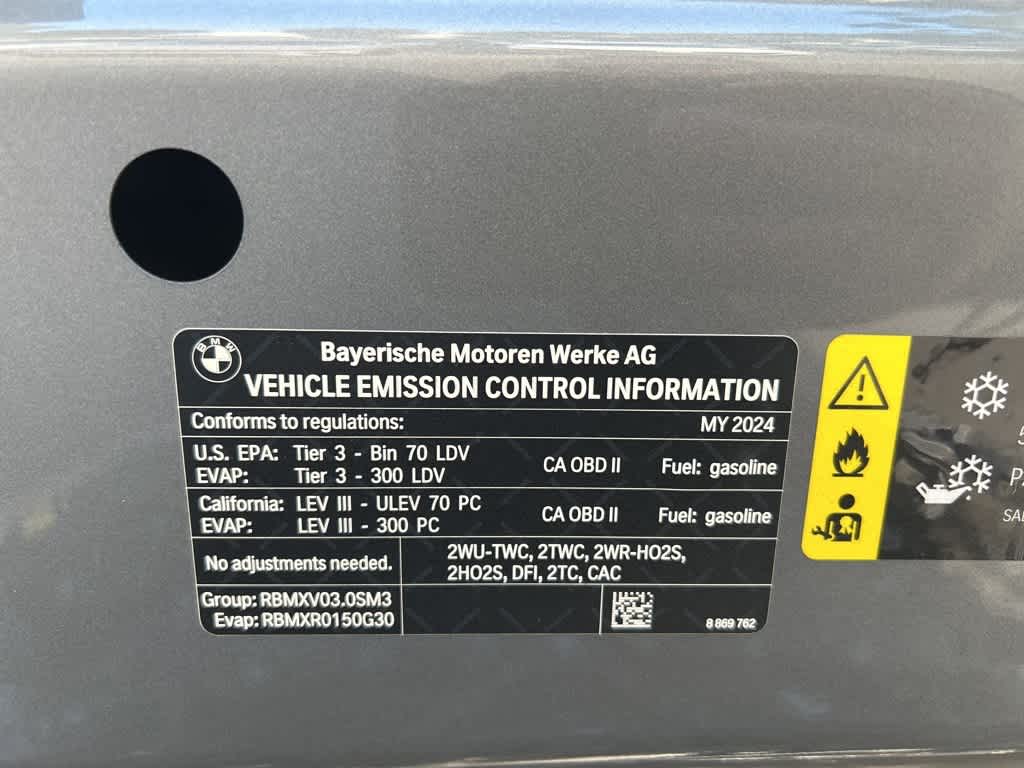 BMW
Bayerische Motoren Werke AG
VEHICLE EMISSION CONTROL INFORMATION
Conforms to regulations: MY 2024
U.S. EPA: Tier 3 - Bin 70 LDV
EVAP: Tier 3 - 300 LDV
CA OBD II Fuel: gasoline
California: LEV III - ULEV 70 PC
EVAP: LEV III - 300 PC
CA OBD II Fuel: gasoline
No adjustments needed.
2WU-TWC, 2TWC, 2WR-HO2S,
2HO2S, DFI, 2TC, CAC
Group: RBMXV03.0SM3
Evap: RBMXR0150G30
8 869 762